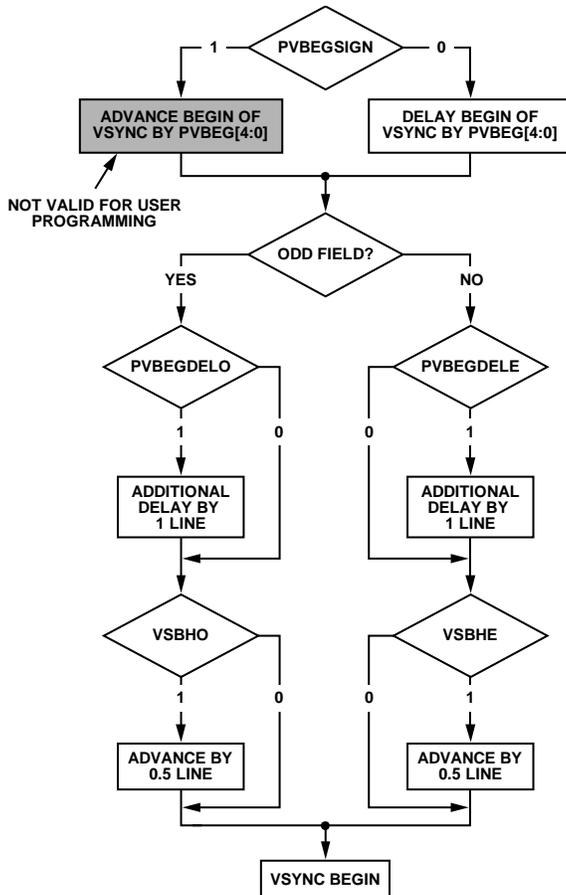 PVBEGSIGN
1
0
ADVANCE BEGIN OF
VSYNC BY PVBEG[4:0]
DELAY BEGIN OF
VSYNC BY PVBEG[4:0]
NOT VALID FOR USER
PROGRAMMING
ODD FIELD?
YES
NO
PVBEGDELO
PVBEGDELE
1
0
0
1
ADDITIONAL
DELAY BY
1 LINE
ADDITIONAL
DELAY BY
1 LINE
VSBHO
VSBHE
1
0
0
1
ADVANCE BY
0.5 LINE
ADVANCE BY
0.5 LINE
VSYNC BEGIN